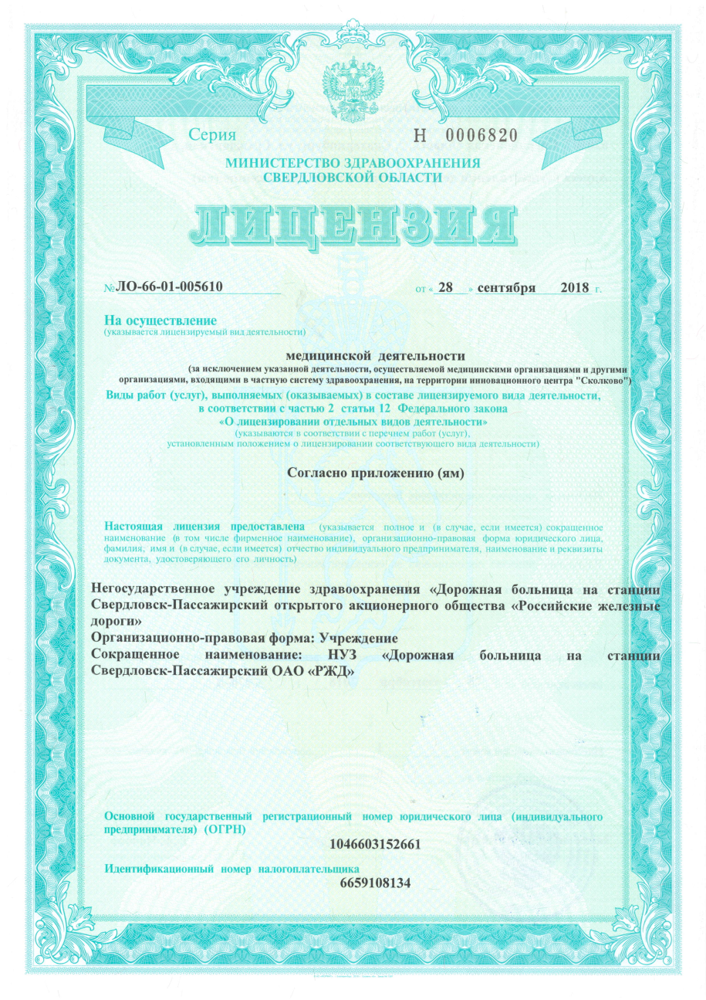 Серия Н 0006820
МИНИСТЕРСТВО ЗДРАВООХРАНЕНИЯ
СВЕРДЛОВСКОЙ ОБЛАСТИ
ЛИЦЕНЗИЯ
№ ЛО-66-01-005610 от « 28 » сентября 2018 г.
На осуществление
(указывается лицензируемый вид деятельности)
медицинской деятельности
(за исключением указанной деятельности, осуществляемой медицинскими организациями и другими
организациями, входящими в частную систему здравоохранения, на территории инновационного центра "Сколково")
Виды работ (услуг), выполняемых (оказываемых) в составе лицензируемого вида деятельности,
в соответствии с частью 2 статьи 12 Федерального закона
«О лицензировании отдельных видов деятельности»
(указываются в соответствии с перечнем работ (услуг),
установленным положением о лицензировании соответствующего вида деятельности)
Согласно приложению (ям)
Настоящая лицензия предоставлена (указывается полное и (в случае, если имеется) сокращенное
наименование (в том числе фирменное наименование), организационно-правовая форма юридического лица,
фамилия, имя и (в случае, если имеется) отчество индивидуального предпринимателя, наименование и реквизиты
документа, удостоверяющего его личность)
Негосударственное учреждение здравоохранения «Дорожная больница на станции
Свердловск-Пассажирский открытого акционерного общества «Российские железные
дороги»
Организационно-правовая форма: Учреждение
Сокращенное наименование: НУЗ «Дорожная больница на станции
Свердловск-Пассажирский ОАО «РЖД»
Основной государственный регистрационный номер юридического лица (индивидуального
предпринимателя) (ОГРН)
1046603152661
Идентификационный номер налогоплательщика
6659108134